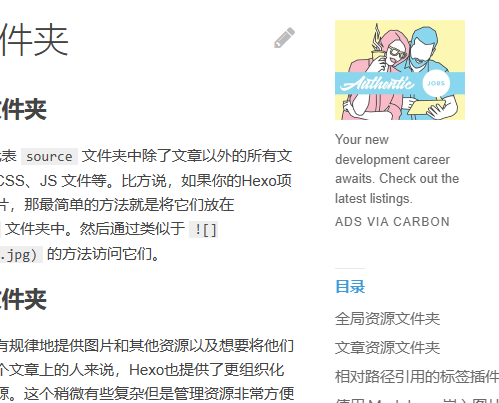 件夹
文件夹
表 source 文件夹中除了文章以外的所有文
CSS、JS 文件等。比方说，如果你的Hexo项
片，那最简单的方法就是将它们放在
文件夹中。然后通过类似于 ![]
.jpg) 的方法访问它们。
文件夹
有规律地提供图片和其他资源以及想要将他们
个文章上的人来说，Hexo也提供了更组织化
源。这个稍微有些复杂但是管理资源非常方便
Authentic JOBS
Your new
development career
awaits. Check out the
latest listings.
ADS VIA CARBON
目录
全局资源文件夹
文章资源文件夹
相对路径引用的标签插件
使用 Markdown 嵌入图片